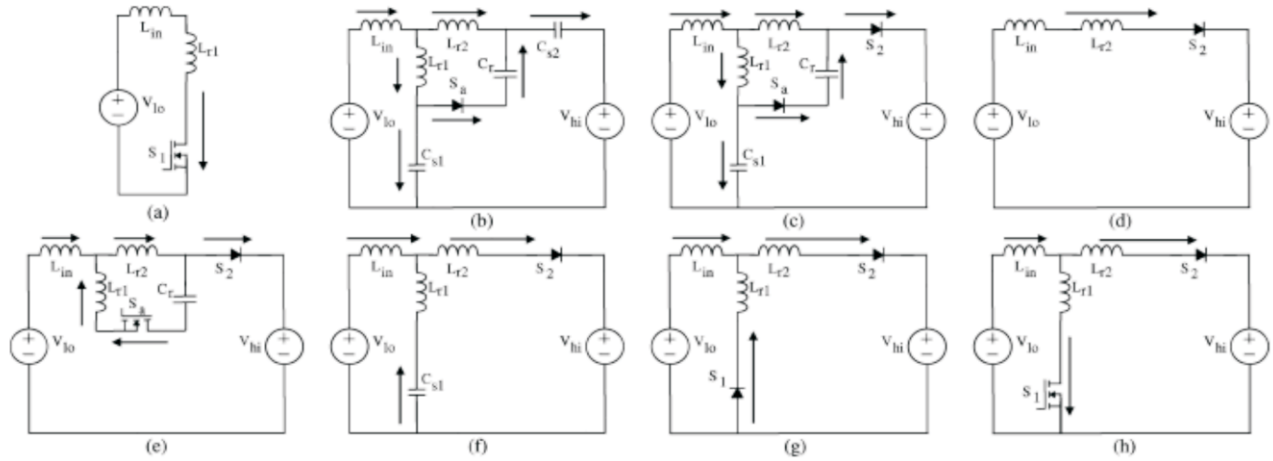 L_in
L_r1
V_lo
S_1
(a)
L_in
L_r2
C_s2
L_r1
C_r
S_a
V_lo
V_hi
C_s1
(b)
L_in
L_r2
S_2
L_r1
C_r
S_a
V_lo
V_hi
C_s1
(c)
L_in
L_r2
S_2
V_lo
V_hi
(d)
L_in
L_r2
S_2
L_r1
C_r
S_a
V_lo
V_hi
(e)
L_in
L_r2
S_2
L_r1
V_lo
V_hi
C_s1
(f)
L_in
L_r2
S_2
L_r1
V_lo
V_hi
S_1
(g)
L_in
L_r2
S_2
L_r1
V_lo
V_hi
S_1
(h)